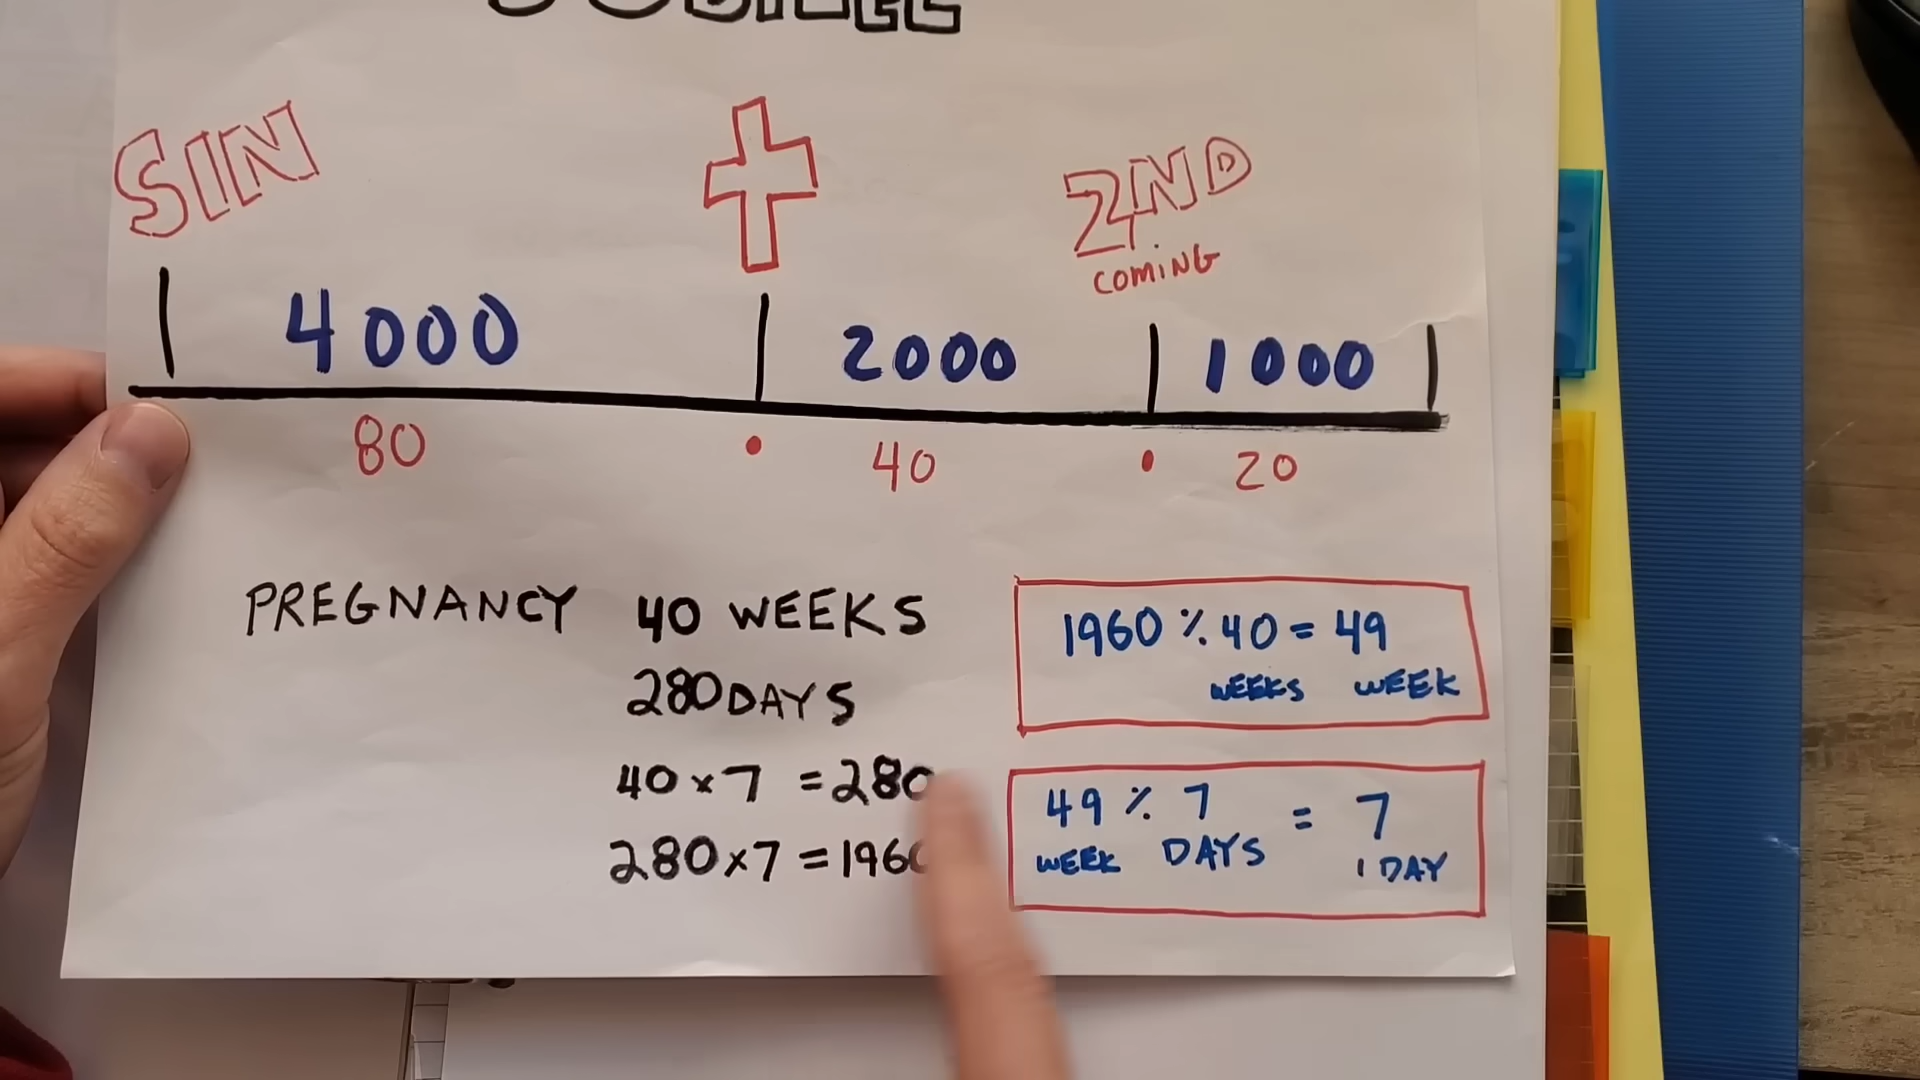 SIN
2ND
COMING
4000 2000 1000
80 • 40 • 20
PREGNANCY 40 WEEKS
280 DAYS
40 x 7 = 280
280 x 7 = 1960
1960 ٪ 40 = 49
WEEKS WEEK
49 ٪ 7 = 7
WEEK DAYS 1 DAY